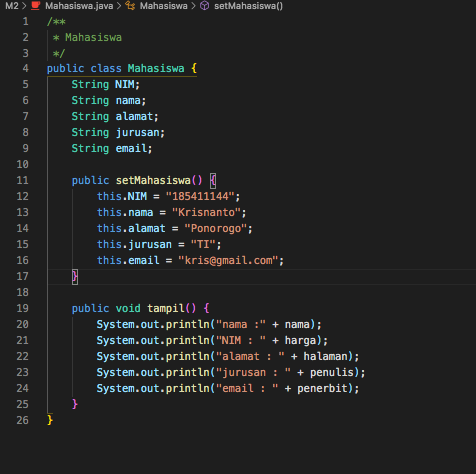 M2 > Mahasiswa.java > Mahasiswa > setMahasiswa()
1 /**
2 * Mahasiswa
3 */
4 public class Mahasiswa {
5 String NIM;
6 String nama;
7 String alamat;
8 String jurusan;
9 String email;
10
11 public setMahasiswa() {
12 this.NIM = "185411144";
13 this.nama = "Krisnanto";
14 this.alamat = "Ponorogo";
15 this.jurusan = "TI";
16 this.email = "kris@gmail.com";
17 }
18
19 public void tampil() {
20 System.out.println("nama :" + nama);
21 System.out.println("NIM : " + harga);
22 System.out.println("alamat : " + halaman);
23 System.out.println("jurusan : " + penulis);
24 System.out.println("email : " + penerbit);
25 }
26 }